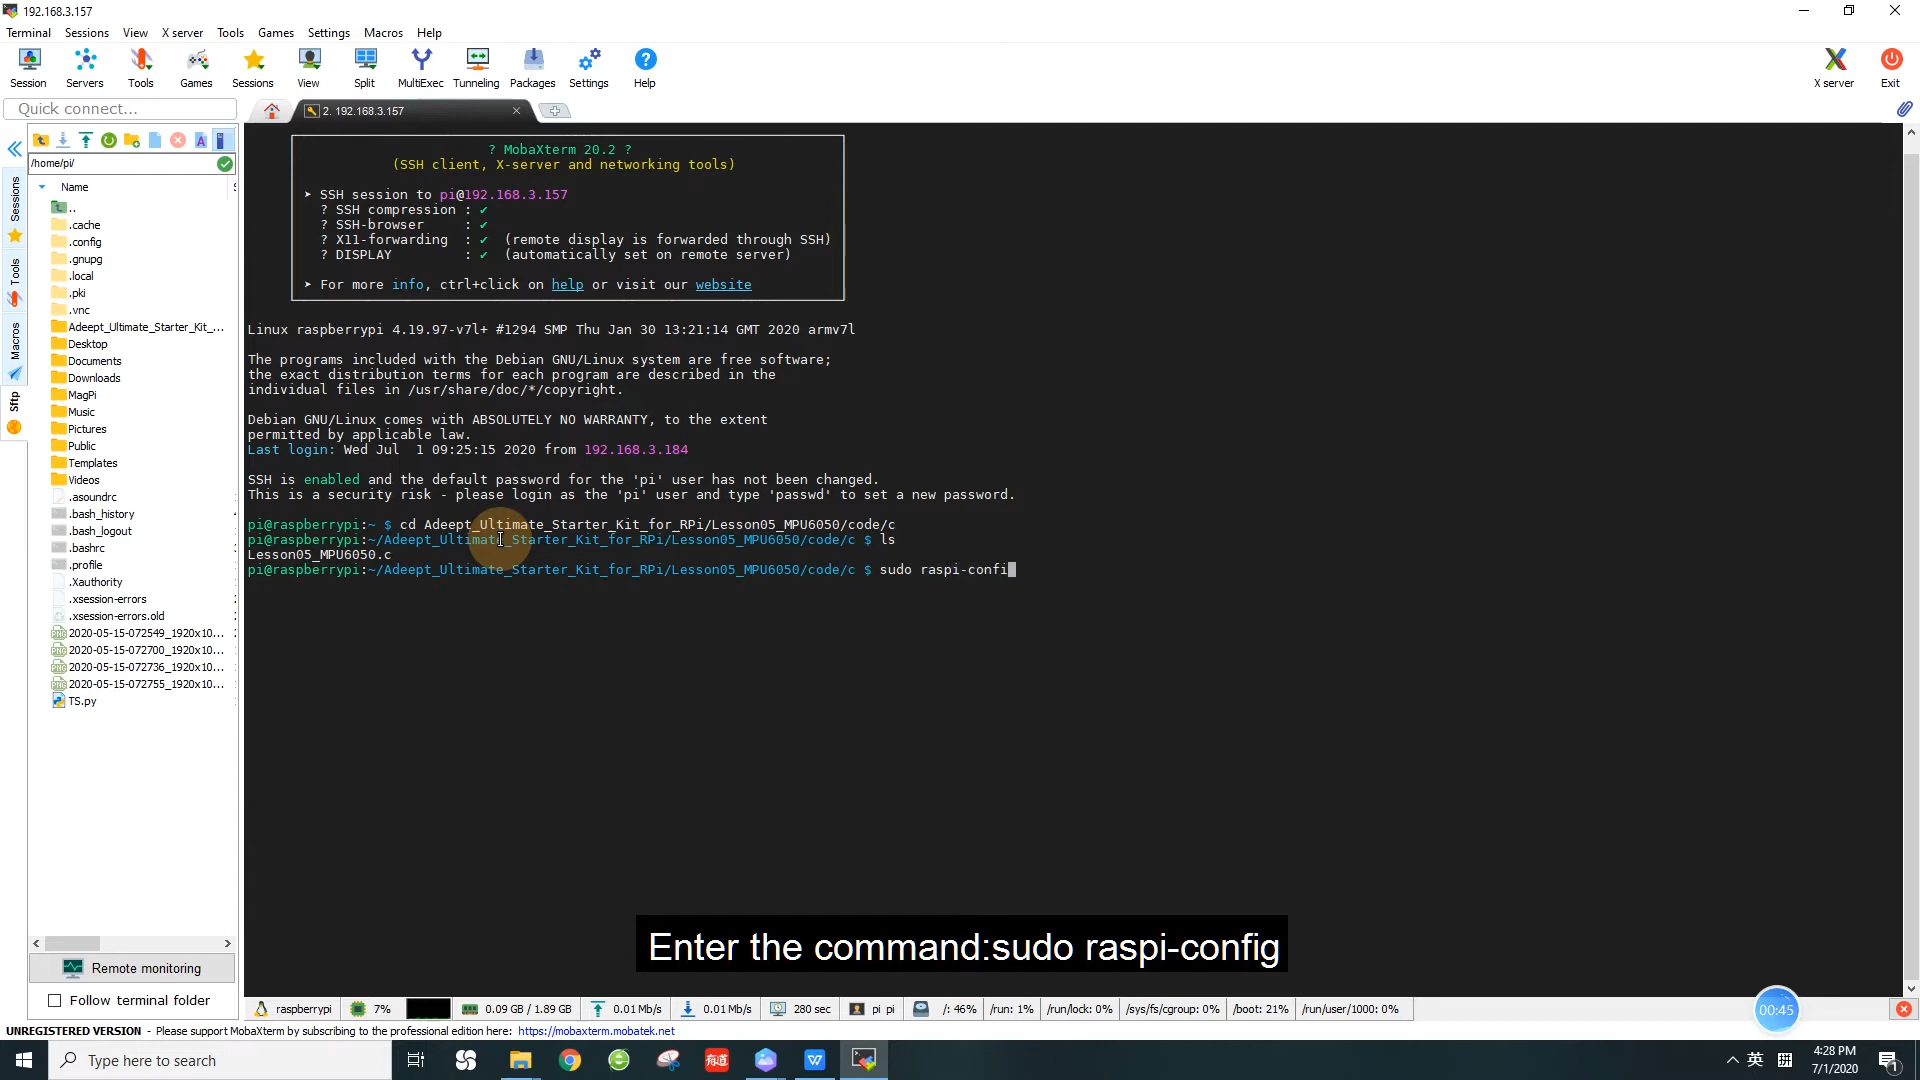 192.168.3.157
Terminal Sessions View X server Tools Games Settings Macros Help
Session Servers Tools Games Sessions View Split MultiExec Tunneling Packages Settings Help X server Exit
Quick connect...
2. 192.168.3.157
/home/pi/
Name
Sessions
Tools
Macros
Sftp
..
.cache
.config
.gnupg
.local
.pki
.vnc
Adeept_Ultimate_Starter_Kit_...
Desktop
Documents
Downloads
MagPi
Music
Pictures
Public
Templates
Videos
.asoundrc
.bash_history
.bash_logout
.bashrc
.profile
.Xauthority
.xsession-errors
.xsession-errors.old
2020-05-15-072549_1920x10...
2020-05-15-072700_1920x10...
2020-05-15-072736_1920x10...
2020-05-15-072755_1920x10...
TS.py
Remote monitoring
Follow terminal folder
? MobaXterm 20.2 ?
(SSH client, X-server and networking tools)
➤ SSH session to pi@192.168.3.157
? SSH compression : ✔
? SSH-browser : ✔
? X11-forwarding : ✔ (remote display is forwarded through SSH)
? DISPLAY : ✔ (automatically set on remote server)
➤ For more info, ctrl+click on help or visit our website
Linux raspberrypi 4.19.97-v7l+ #1294 SMP Thu Jan 30 13:21:14 GMT 2020 armv7l
The programs included with the Debian GNU/Linux system are free software;
the exact distribution terms for each program are described in the
individual files in /usr/share/doc/*/copyright.
Debian GNU/Linux comes with ABSOLUTELY NO WARRANTY, to the extent
permitted by applicable law.
Last login: Wed Jul  1 09:25:15 2020 from 192.168.3.184
SSH is enabled and the default password for the 'pi' user has not been changed.
This is a security risk - please login as the 'pi' user and type 'passwd' to set a new password.
pi@raspberrypi:~ $ cd Adeept_Ultimate_Starter_Kit_for_RPi/Lesson05_MPU6050/code/c
pi@raspberrypi:~/Adeept_Ultimate_Starter_Kit_for_RPi/Lesson05_MPU6050/code/c $ ls
Lesson05_MPU6050.c
pi@raspberrypi:~/Adeept_Ultimate_Starter_Kit_for_RPi/Lesson05_MPU6050/code/c $ sudo raspi-confi
Enter the command:sudo raspi-config
raspberrypi 7% 0.09 GB / 1.89 GB 0.01 Mb/s 0.01 Mb/s 280 sec pi pi /: 46% /run: 1% /run/lock: 0% /sys/fs/cgroup: 0% /boot: 21% /run/user/1000: 0%
00:45
UNREGISTERED VERSION - Please support MobaXterm by subscribing to the professional edition here: https://mobaxterm.mobatek.net
Type here to search
有道
英
4:28 PM
7/1/2020
1